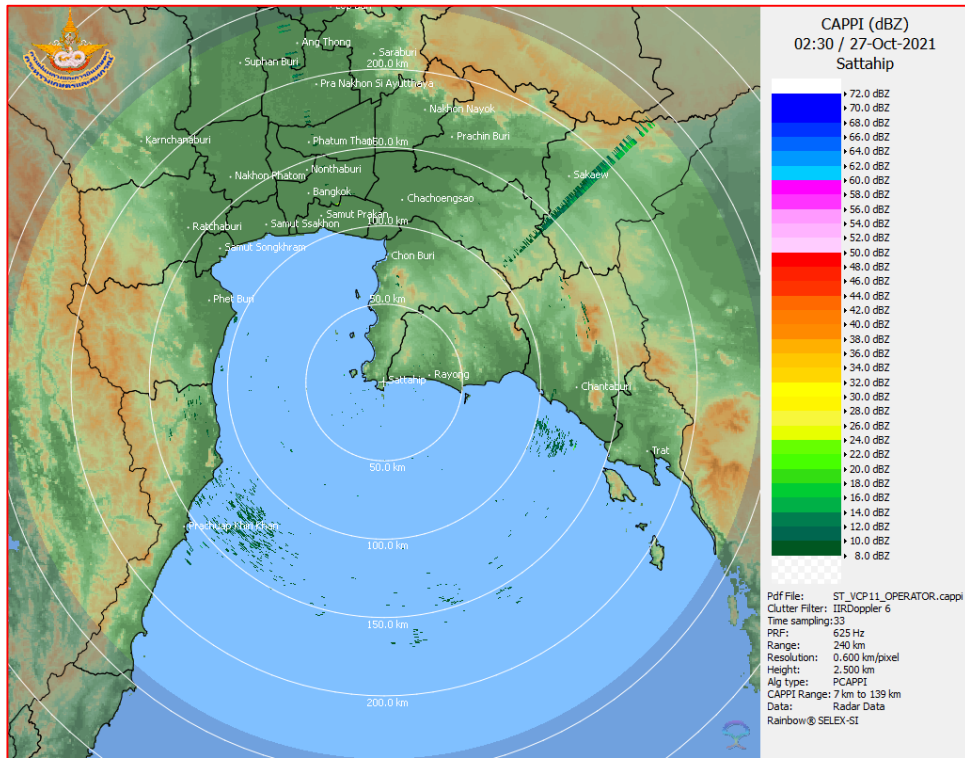 CAPPI (dBZ)
02:30 / 27-Oct-2021
Sattahip
72.0 dBZ
70.0 dBZ
68.0 dBZ
66.0 dBZ
64.0 dBZ
62.0 dBZ
60.0 dBZ
58.0 dBZ
56.0 dBZ
54.0 dBZ
52.0 dBZ
50.0 dBZ
48.0 dBZ
46.0 dBZ
44.0 dBZ
42.0 dBZ
40.0 dBZ
38.0 dBZ
36.0 dBZ
34.0 dBZ
32.0 dBZ
30.0 dBZ
28.0 dBZ
26.0 dBZ
24.0 dBZ
22.0 dBZ
20.0 dBZ
18.0 dBZ
16.0 dBZ
14.0 dBZ
12.0 dBZ
10.0 dBZ
8.0 dBZ
Pdf File: ST_VCP11_OPERATOR.cappi
Clutter Filter: IIRDoppler 6
Time sampling:33
PRF: 625 Hz
Range: 240 km
Resolution: 0.600 km/pixel
Height: 2.500 km
Alg type: PCAPPI
CAPPI Range: 7 km to 139 km
Data: Radar Data
Rainbow® SELEX-SI
Ang Thong
Saraburi
Suphan Buri
200.0 km
Pra Nakhon Si Ayutthaya
Nakhon Nayok
Karnchanaburi
Phatum Thani
150.0 km
Prachin Buri
Nonthaburi
Nakhon Phatom
Sakaew
Bangkok
Chachoengsao
Samut Prakan
Ratchaburi
Samut Ssakhon
100.0 km
Samut Songkhram
Chon Buri
Phet Buri
50.0 km
Rayong
Sattahip
Chantaburi
Trat
50.0 km
Prachuap Khiri Khan
100.0 km
150.0 km
200.0 km